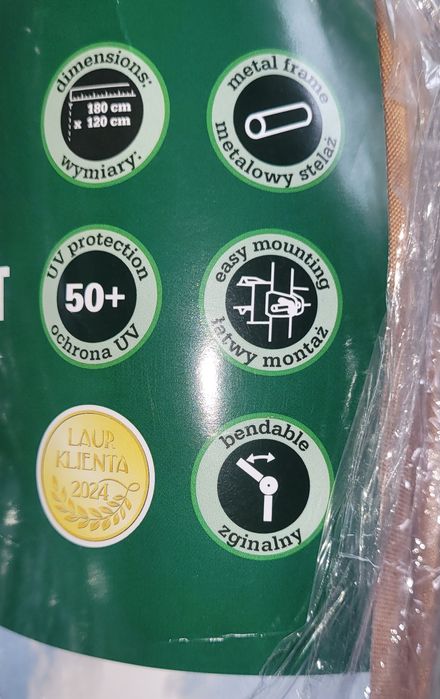 dimensions:
180 cm
x 120 cm
wymiary:
metal frame
metalowy stelaż
UV protection
50+
ochrona UV
easy mounting
łatwy montaż
LAUR
KLIENTA
2024
bendable
zginalny
T